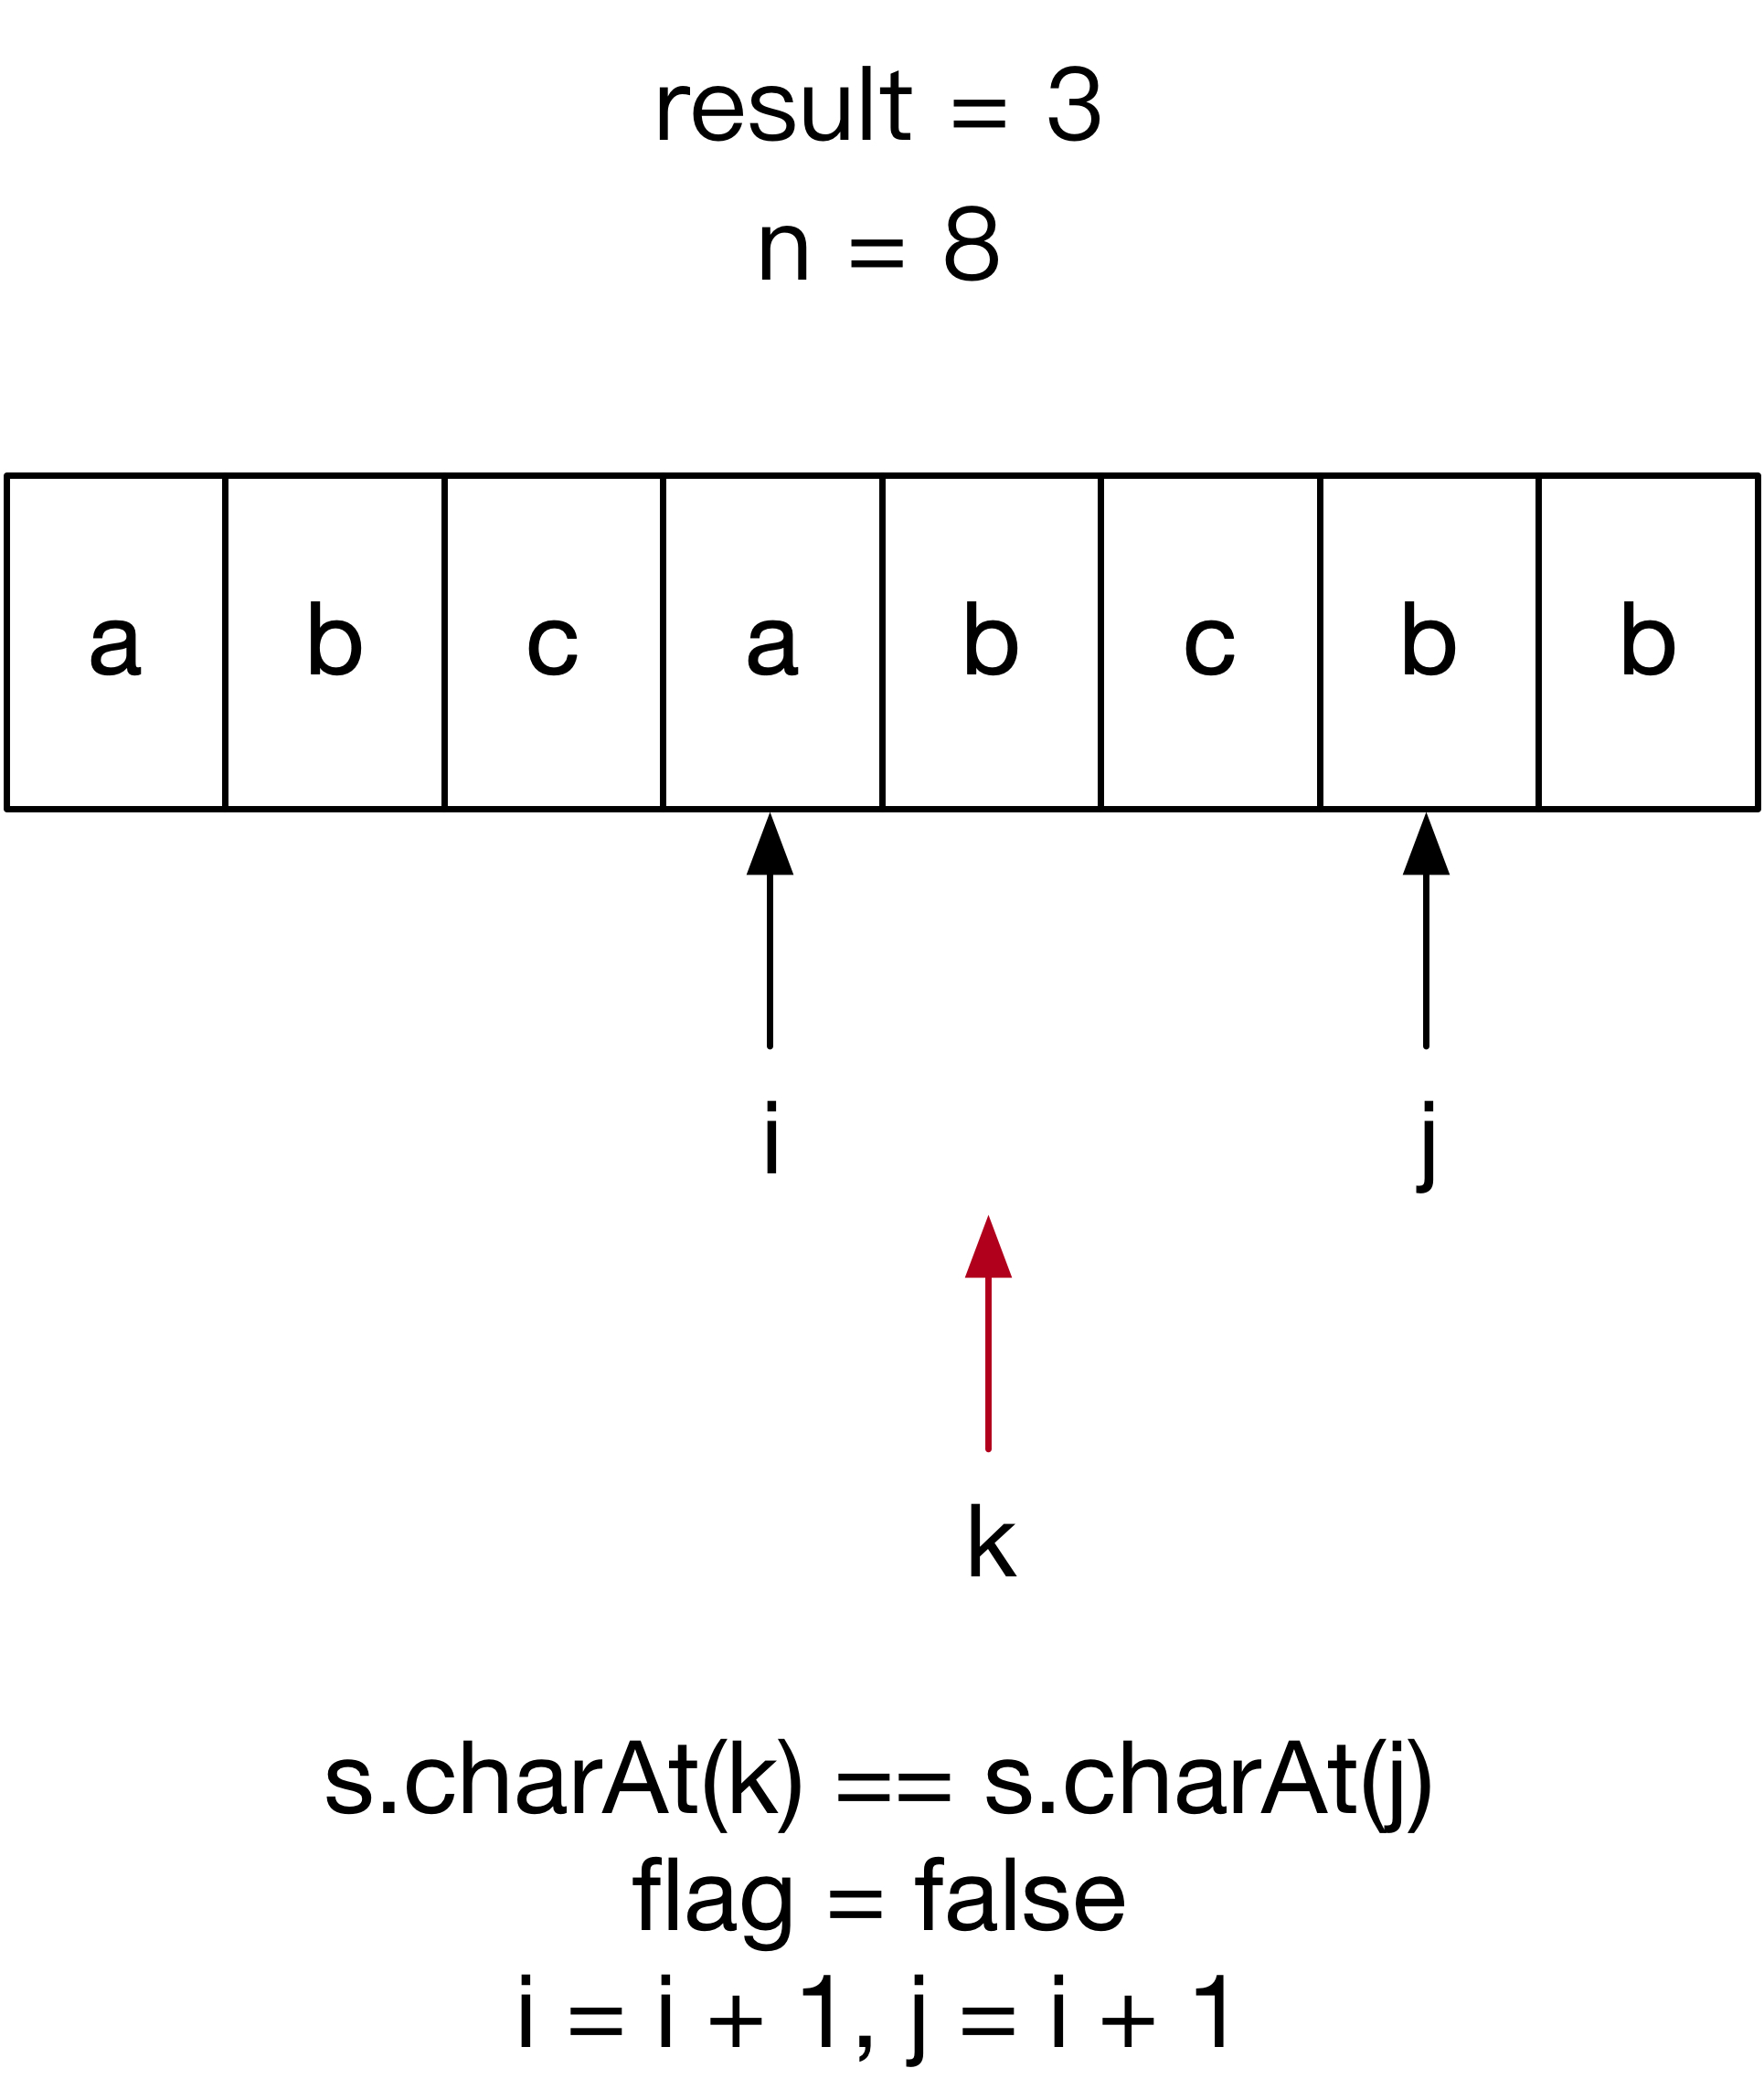 result = 3
n = 8
a b c a b c b b
i j
k
s.charAt(k) == s.charAt(j)
flag = false
i = i + 1, j = i + 1